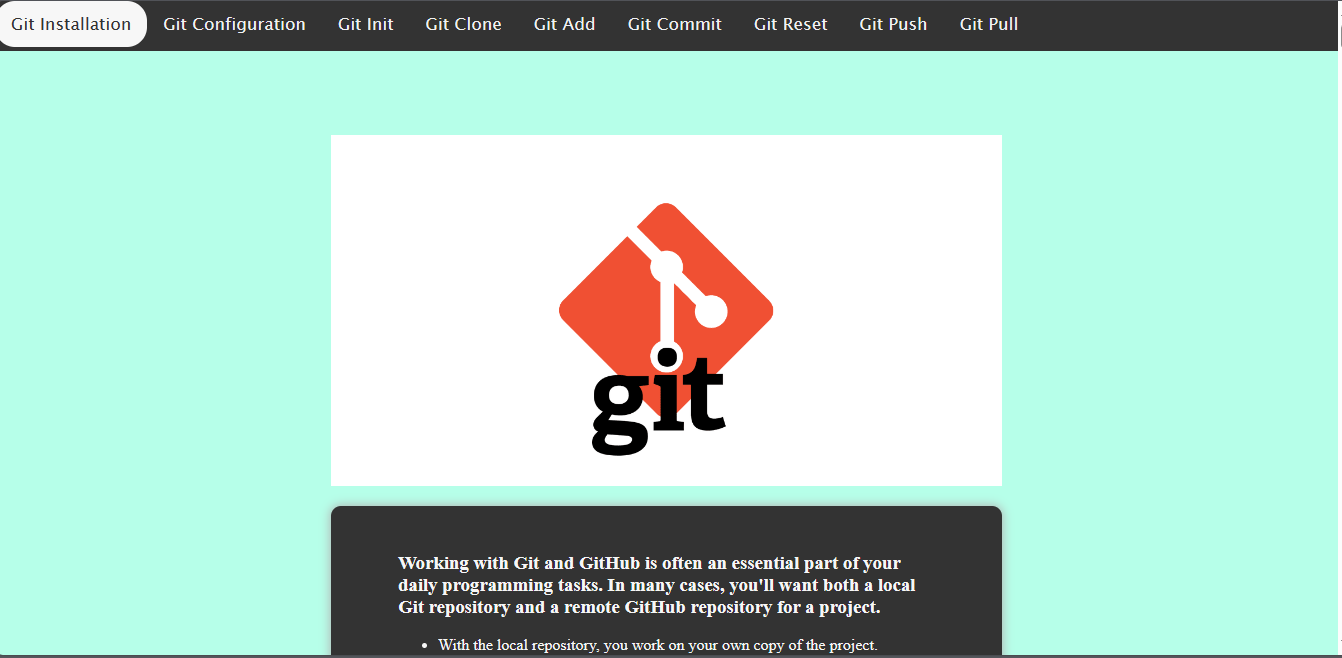 Git Installation Git Configuration Git Init Git Clone Git Add Git Commit Git Reset Git Push Git Pull
git
Working with Git and GitHub is often an essential part of your
daily programming tasks. In many cases, you'll want both a local
Git repository and a remote GitHub repository for a project.
• With the local repository, you work on your own copy of the project.